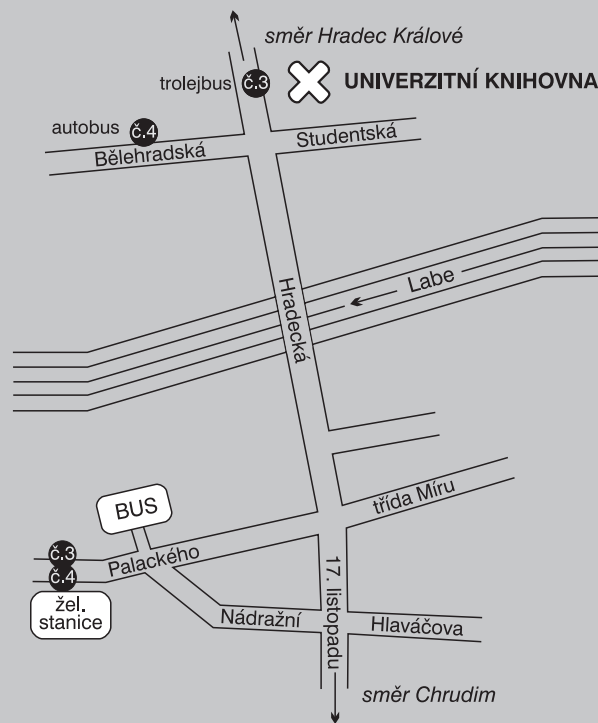 směr Hradec Králové
trolejbus č.3
UNIVERZITNÍ KNIHOVNA
autobus č.4
Bělehradská
Studentská
Labe
Hradecká
třída Míru
BUS
Palackého
č.3
č.4
žel.
stanice
17. listopadu
Nádražní
Hlaváčova
směr Chrudim